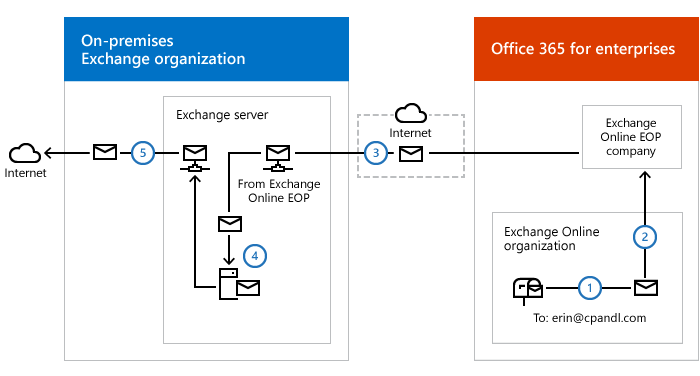 On-premises
Exchange organization
Office 365 for enterprises
Exchange server
Internet
Exchange
Online EOP
company
5
3
Internet
From Exchange
Online EOP
4
Exchange Online
organization
2
1
To: erin@cpandl.com